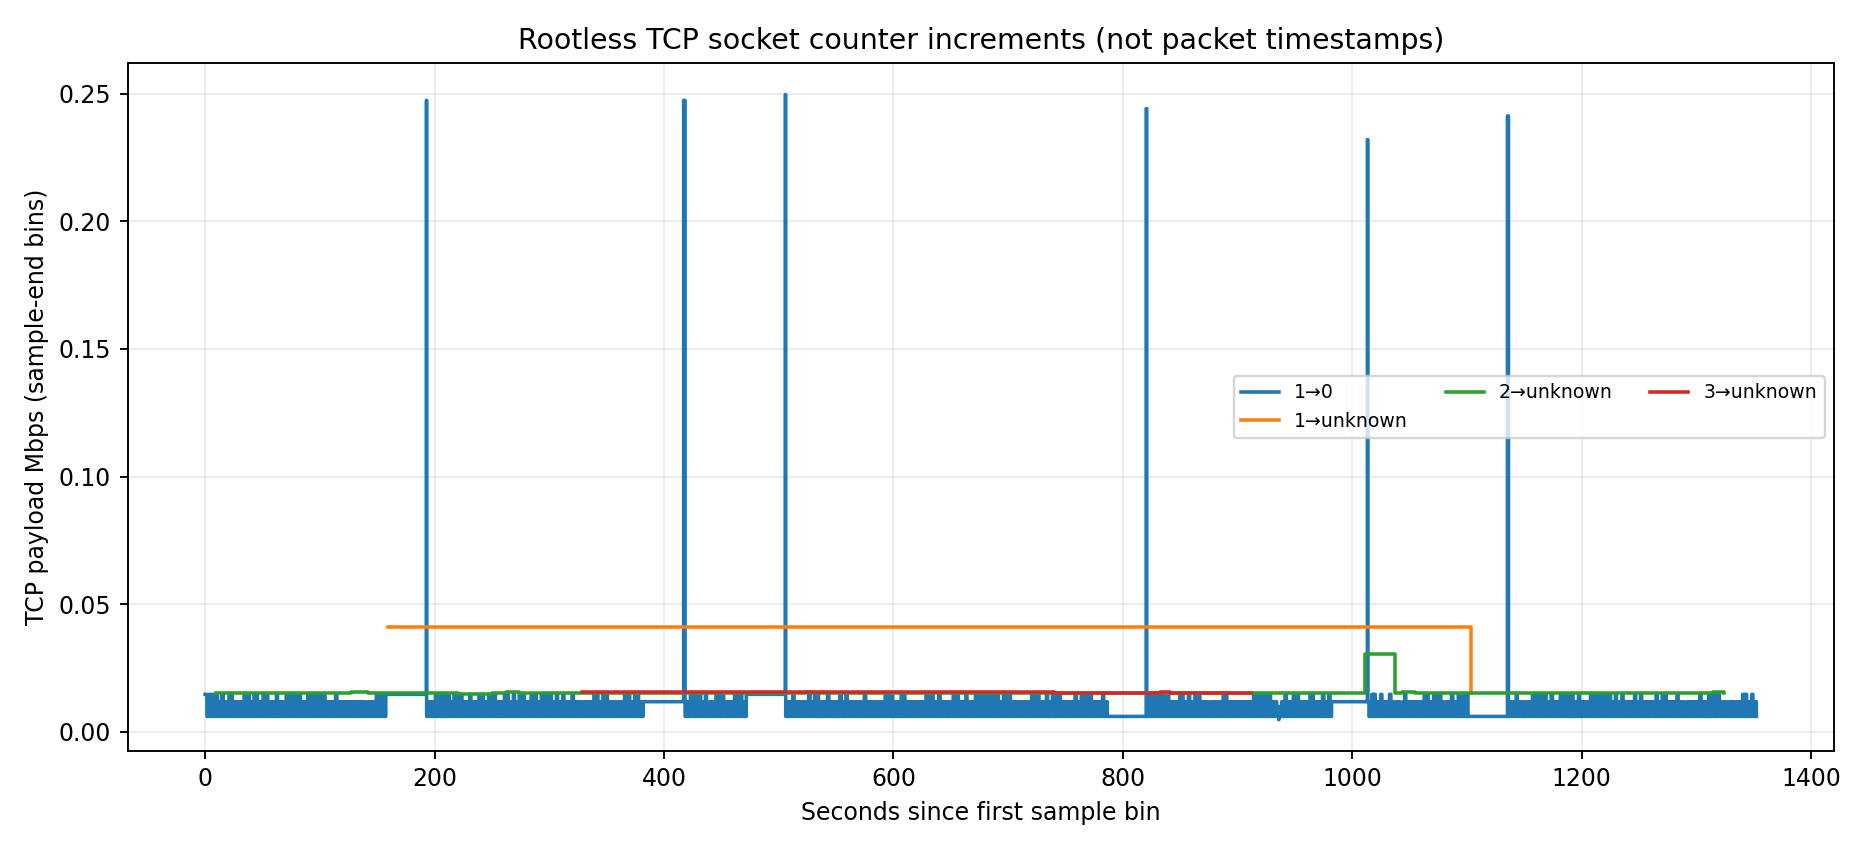 Rootless TCP socket counter increments (not packet timestamps)
TCP payload Mbps (sample-end bins)
0.25
0.20
0.15
0.10
0.05
0.00
1→0
1→unknown
2→unknown
3→unknown
0 200 400 600 800 1000 1200 1400
Seconds since first sample bin